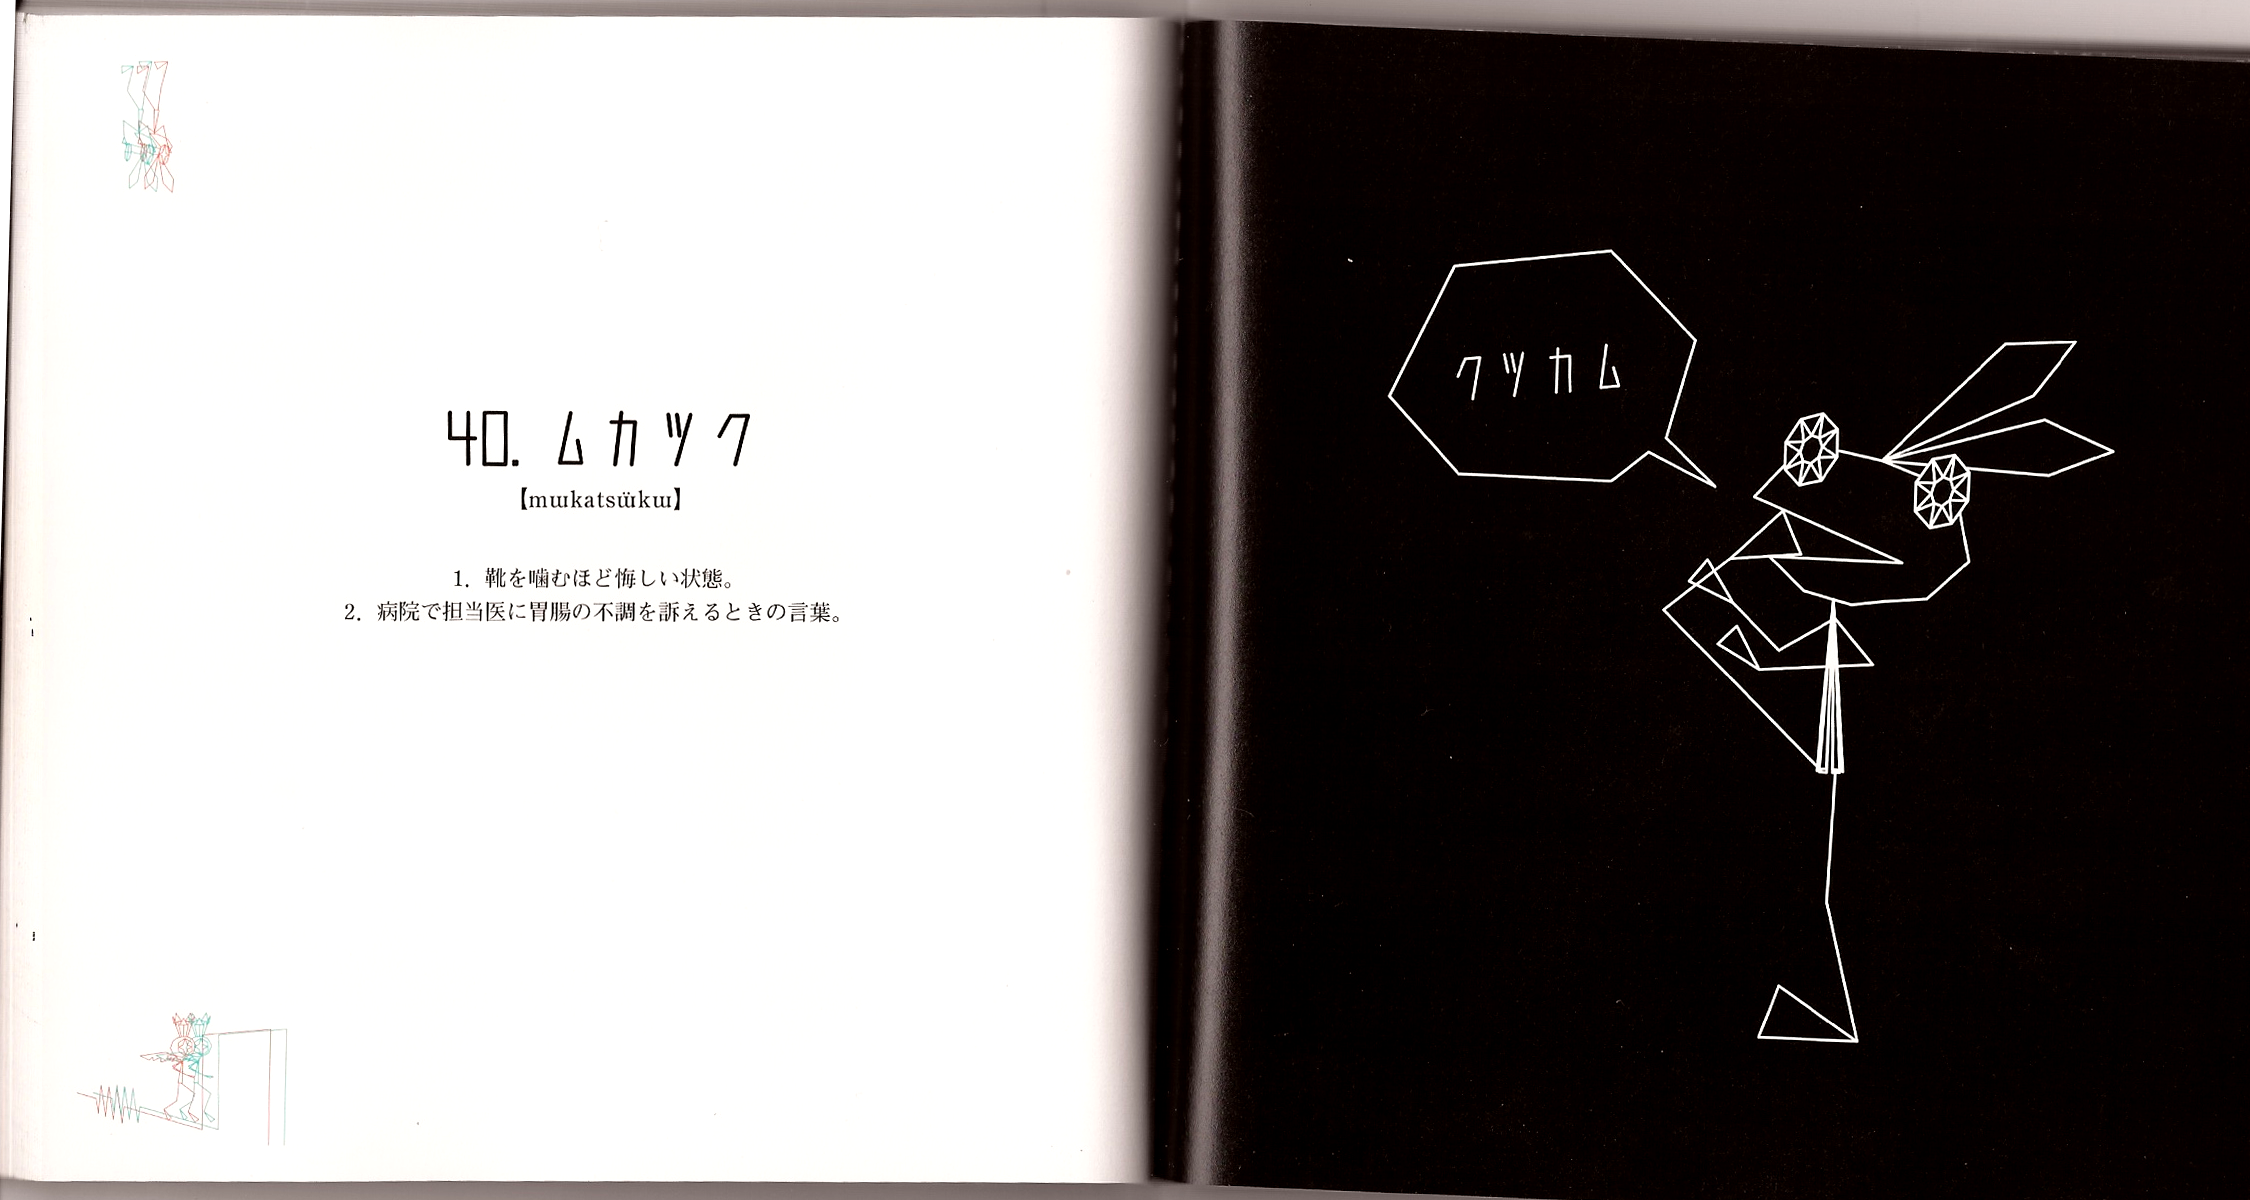 40. ムカツク
【mɯkatsɯ̈kɯ】
1. 靴を噛むほど悔しい状態。
2. 病院で担当医に胃腸の不調を訴えるときの言葉。
クツカム